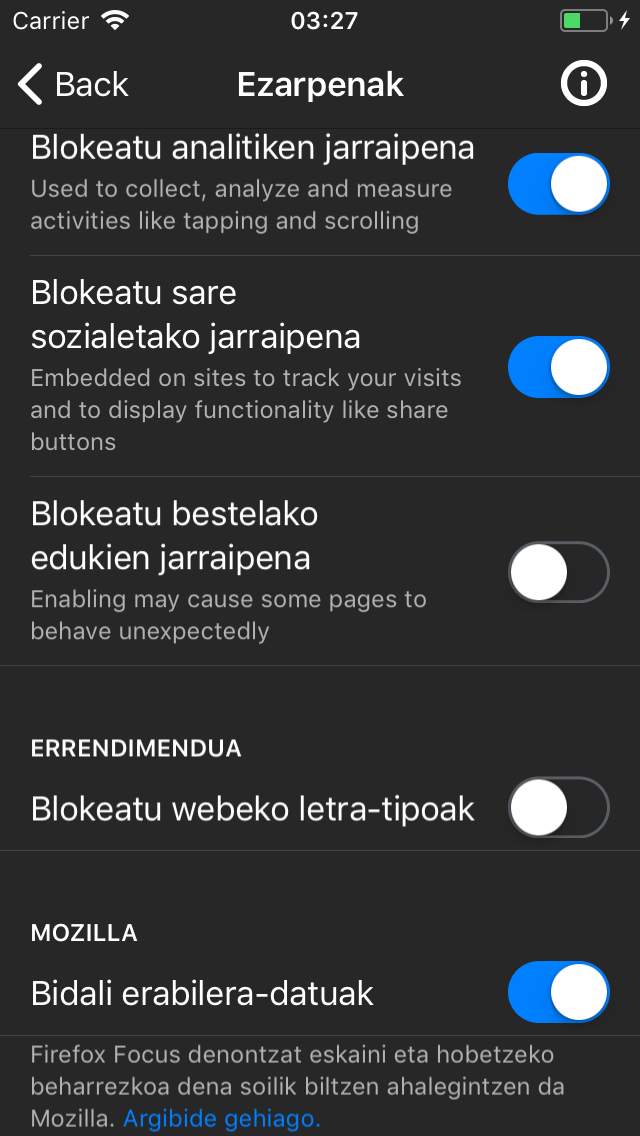 Carrier
03:27
Back
Ezarpenak
Blokeatu analitiken jarraipena
Used to collect, analyze and measure
activities like tapping and scrolling
Blokeatu sare
sozialetako jarraipena
Embedded on sites to track your visits
and to display functionality like share
buttons
Blokeatu bestelako
edukien jarraipena
Enabling may cause some pages to
behave unexpectedly
ERRENDIMENDUA
Blokeatu webeko letra-tipoak
MOZILLA
Bidali erabilera-datuak
Firefox Focus denontzat eskaini eta hobetzeko
beharrezkoa dena soilik biltzen ahalegintzen da
Mozilla. Argibide gehiago.